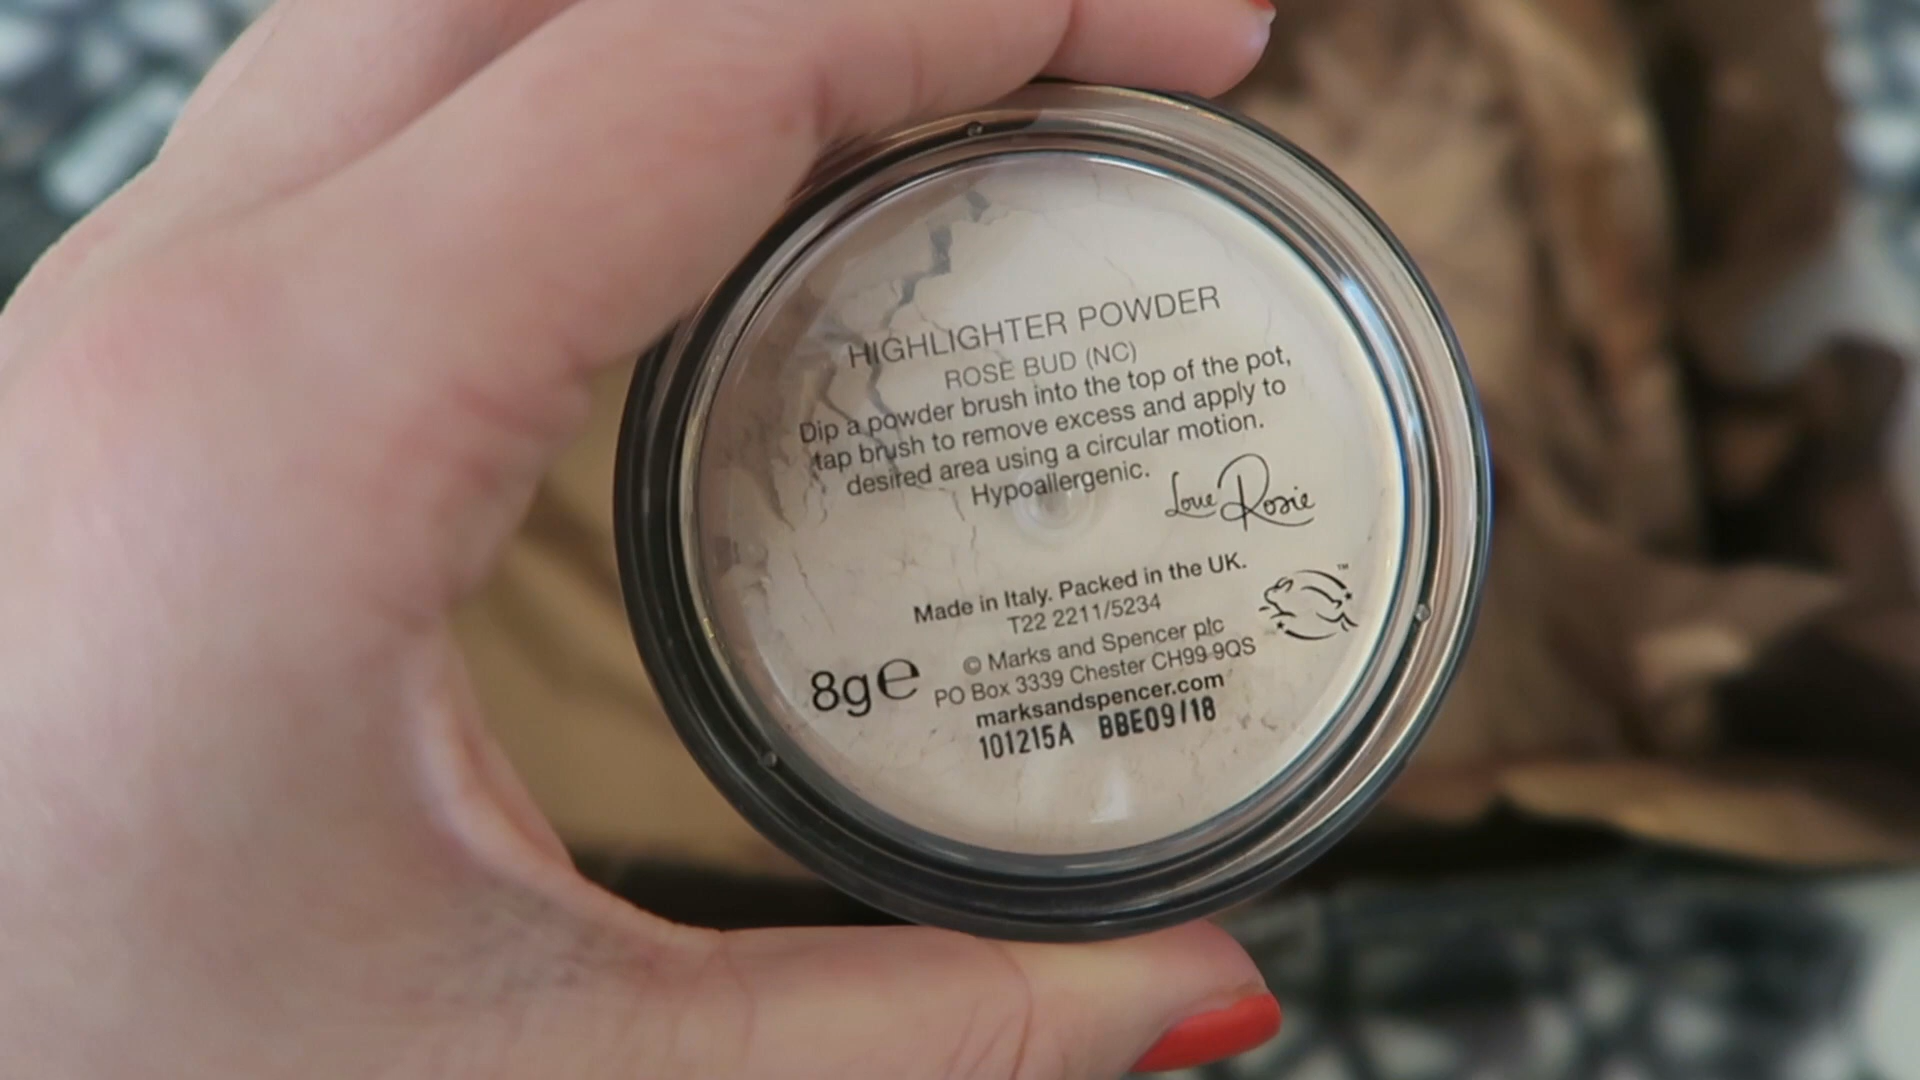 HIGHLIGHTER POWDER
ROSE BUD (NC)
Dip a powder brush into the top of the pot,
tap brush to remove excess and apply to
desired area using a circular motion.
Hypoallergenic.
Love Rosie
Made in Italy. Packed in the UK.
T22 2211/5234
© Marks and Spencer plc
PO Box 3339 Chester CH99 9QS
marksandspencer.com
8g℮
101215A BBE09/18
TM